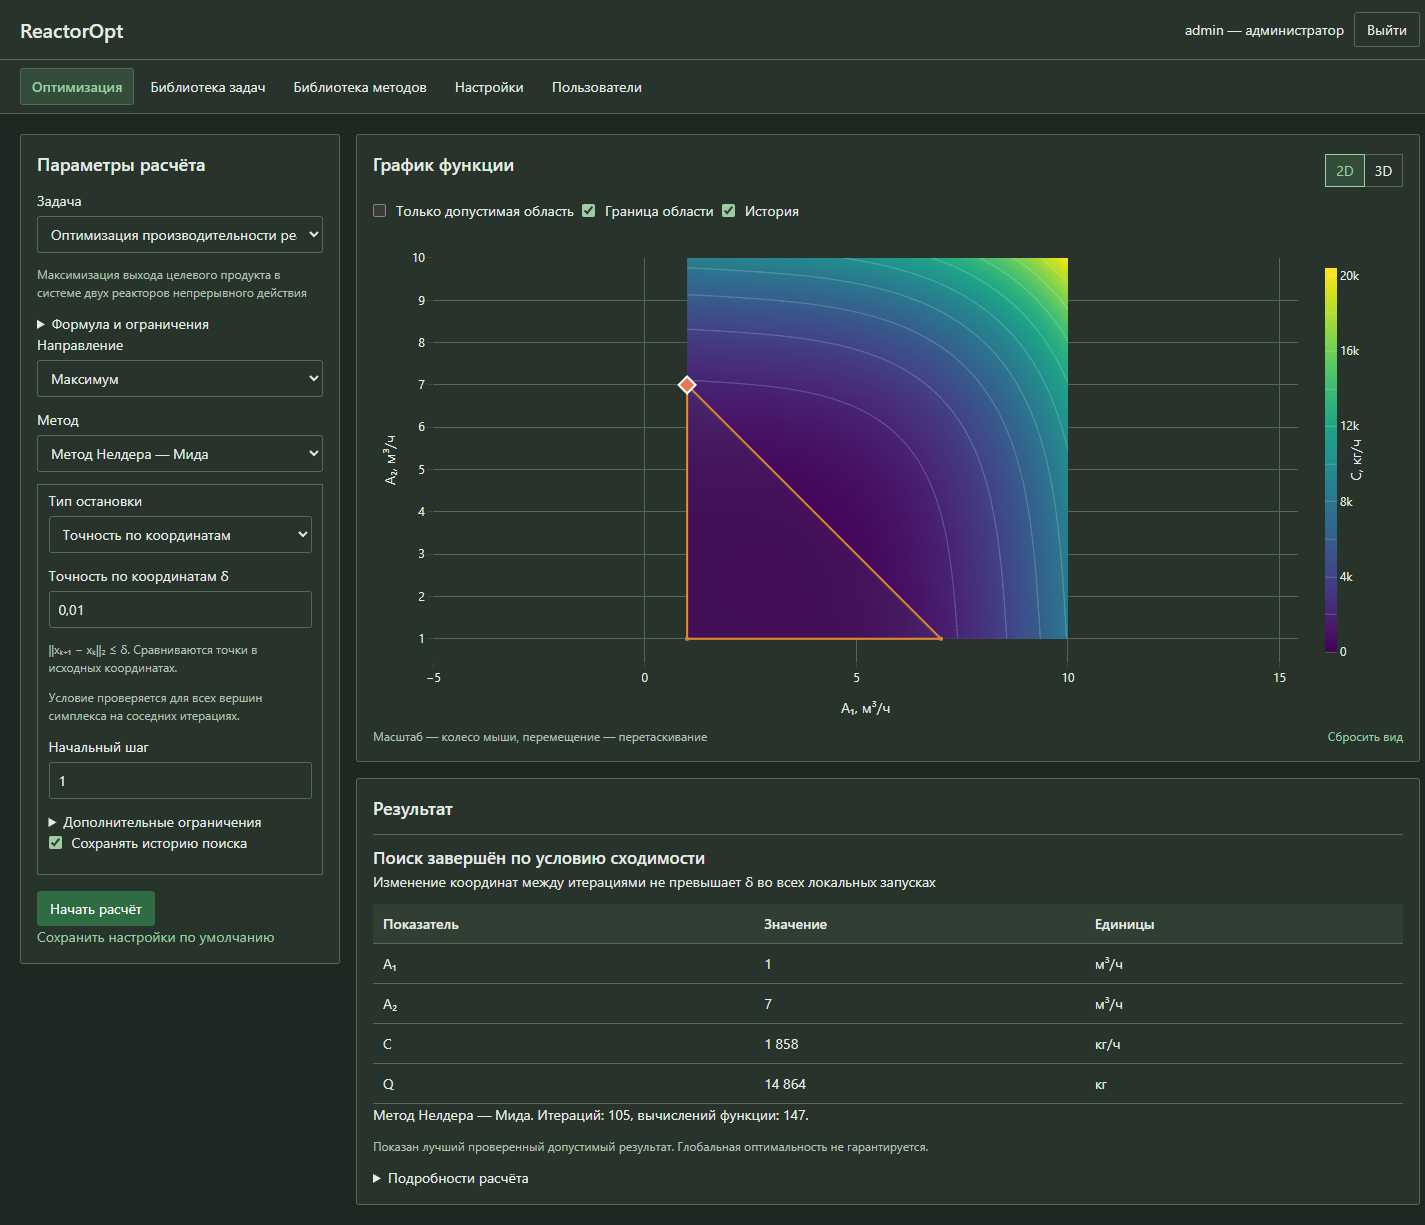 ReactorOpt
admin — администратор
Выйти
Оптимизация
Библиотека задач
Библиотека методов
Настройки
Пользователи
Параметры расчёта
Задача
Оптимизация производительности ре
Максимизация выхода целевого продукта в
системе двух реакторов непрерывного действия
▶ Формула и ограничения
Направление
Максимум
Метод
Метод Нелдера — Мида
Тип остановки
Точность по координатам
Точность по координатам δ
0,01
‖xₖ₊₁ − xₖ‖₂ ≤ δ. Сравниваются точки в
исходных координатах.
Условие проверяется для всех вершин
симплекса на соседних итерациях.
Начальный шаг
1
▶ Дополнительные ограничения
Сохранять историю поиска
Начать расчёт
Сохранить настройки по умолчанию
График функции
2D
3D
Только допустимая область
Граница области
История
10
9
8
7
6
5
4
3
2
1
A₂, м³/ч
−5
0
5
10
15
A₁, м³/ч
20k
16k
12k
8k
4k
0
C, кг/ч
Масштаб — колесо мыши, перемещение — перетаскивание
Сбросить вид
Результат
Поиск завершён по условию сходимости
Изменение координат между итерациями не превышает δ во всех локальных запусках
Показатель Значение Единицы
A₁ 1 м³/ч
A₂ 7 м³/ч
C 1 858 кг/ч
Q 14 864 кг
Метод Нелдера — Мида. Итераций: 105, вычислений функции: 147.
Показан лучший проверенный допустимый результат. Глобальная оптимальность не гарантируется.
▶ Подробности расчёта